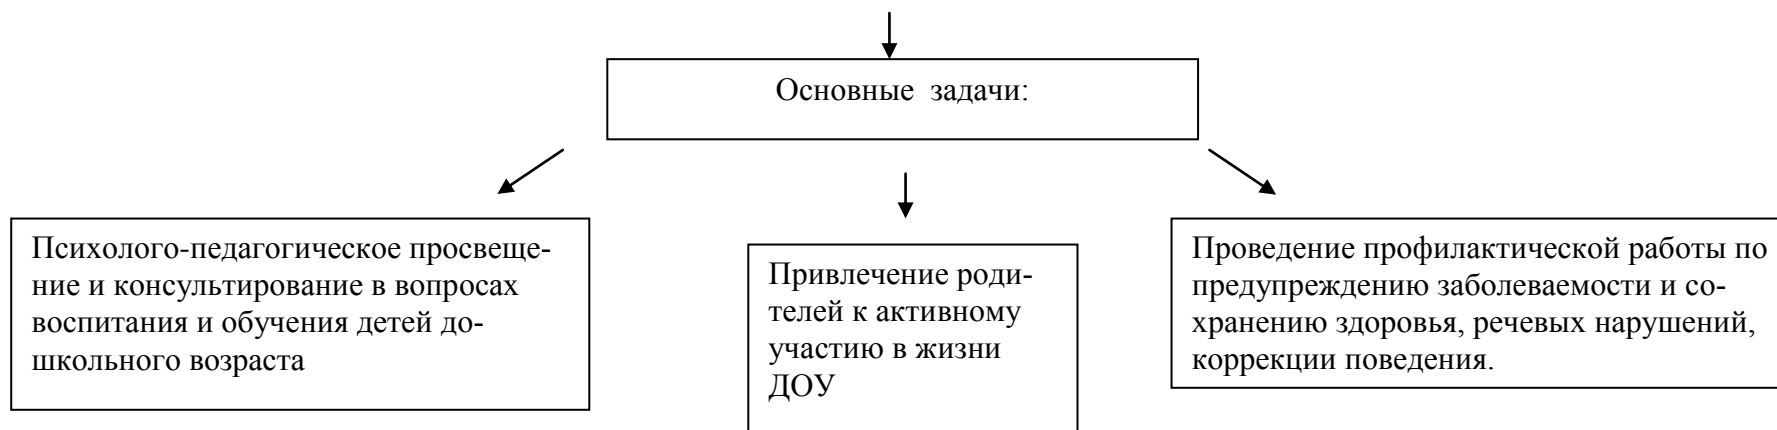 Основные задачи:
Психолого-педагогическое просвеще-
ние и консультирование в вопросах
воспитания и обучения детей до-
школьного возраста
Привлечение роди-
телей к активному
участию в жизни
ДОУ
Проведение профилактической работы по
предупреждению заболеваемости и со-
хранению здоровья, речевых нарушений,
коррекции поведения.